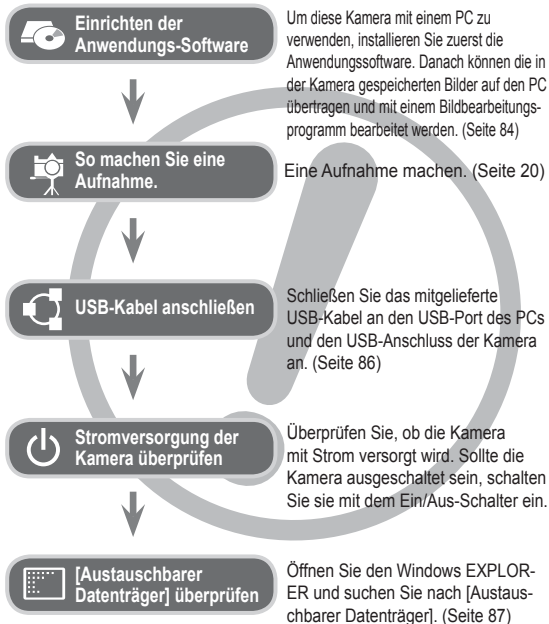 Einrichten der
Anwendungs-Software
Um diese Kamera mit einem PC zu
verwenden, installieren Sie zuerst die
Anwendungssoftware. Danach können die in
der Kamera gespeicherten Bilder auf den PC
übertragen und mit einem Bildbearbeitungs-
programm bearbeitet werden. (Seite 84)
So machen Sie eine
Aufnahme.
Eine Aufnahme machen. (Seite 20)
USB-Kabel anschließen
Schließen Sie das mitgelieferte
USB-Kabel an den USB-Port des PCs
und den USB-Anschluss der Kamera
an. (Seite 86)
Stromversorgung der
Kamera überprüfen
Überprüfen Sie, ob die Kamera
mit Strom versorgt wird. Sollte die
Kamera ausgeschaltet sein, schalten
Sie sie mit dem Ein/Aus-Schalter ein.
[Austauschbarer
Datenträger] überprüfen
Öffnen Sie den Windows EXPLOR-
ER und suchen Sie nach [Austaus-
chbarer Datenträger]. (Seite 87)